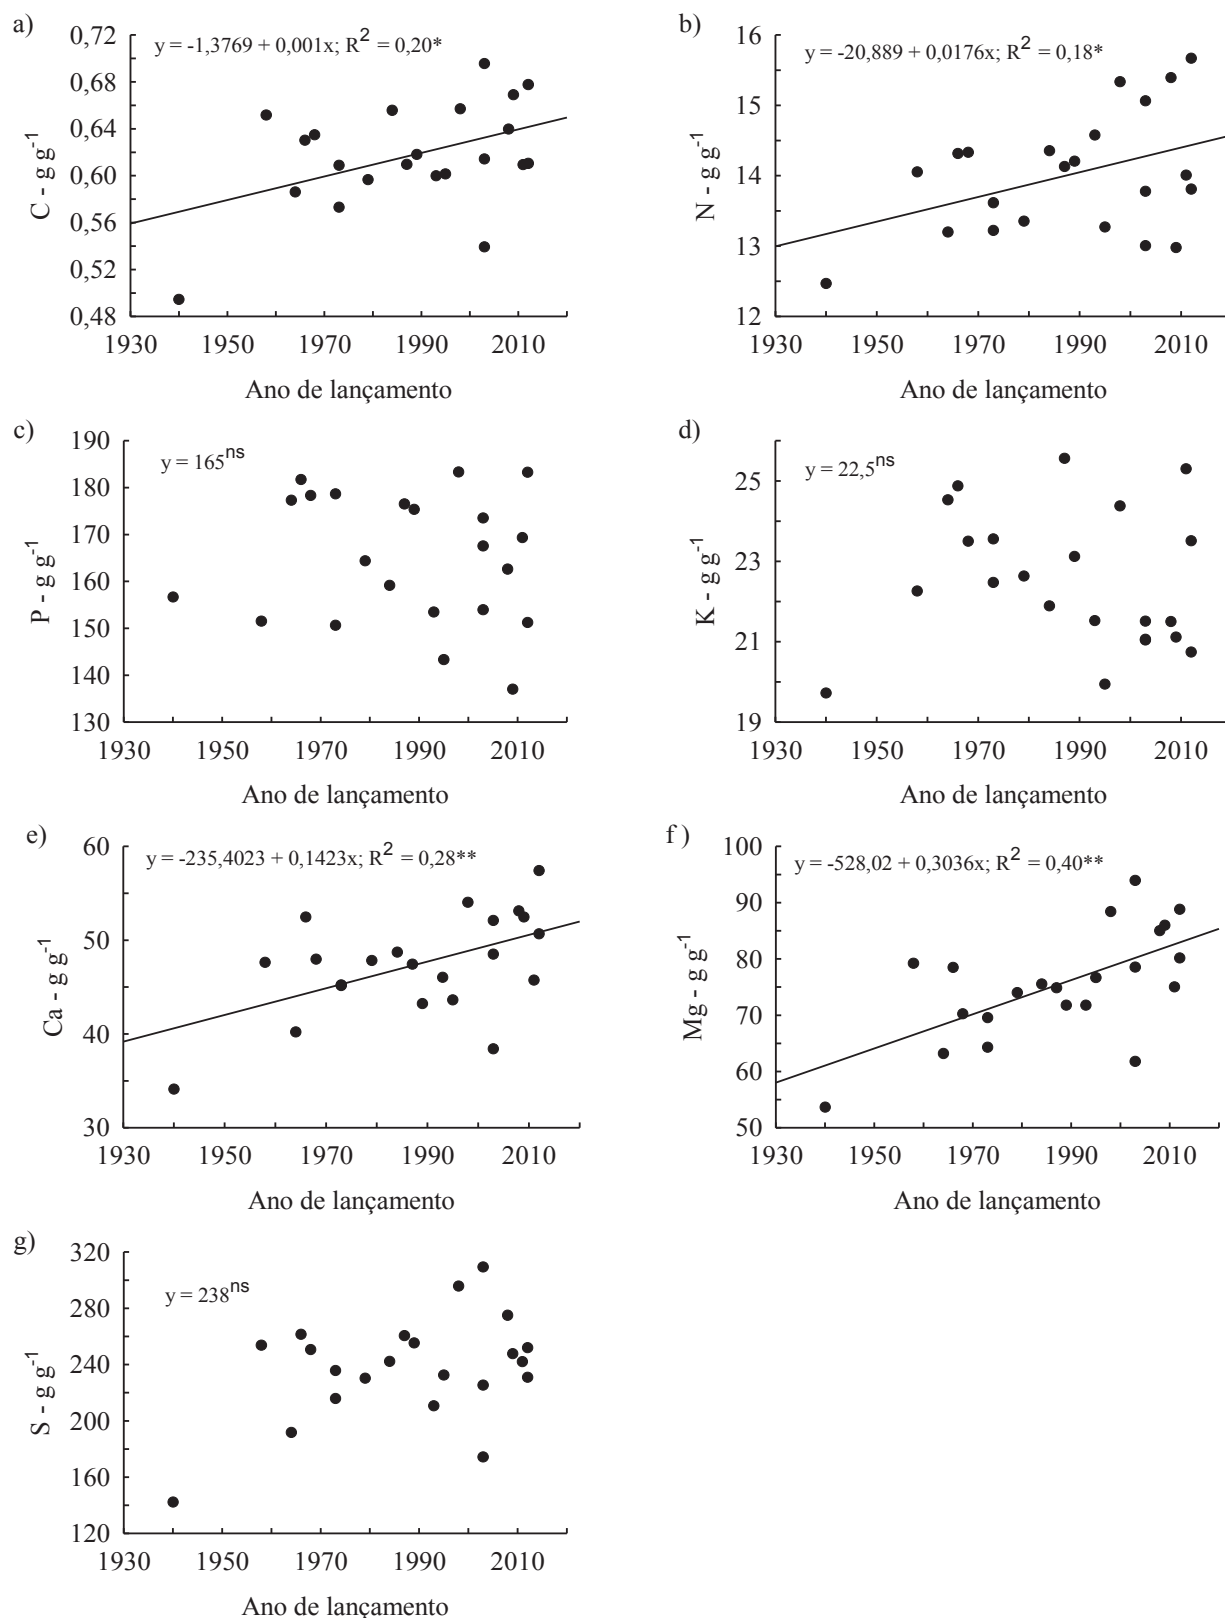 a)
y = -1,3769 + 0,001x; R² = 0,20*
0,72
0,68
0,64
0,60
0,56
0,52
0,48
C - g g⁻¹
1930 1950 1970 1990 2010
Ano de lançamento
b)
y = -20,889 + 0,0176x; R² = 0,18*
16
15
14
13
12
N - g g⁻¹
1930 1950 1970 1990 2010
Ano de lançamento
c)
y = 165ⁿˢ
190
180
170
160
150
140
130
P - g g⁻¹
1930 1950 1970 1990 2010
Ano de lançamento
d)
y = 22,5ⁿˢ
25
23
21
19
K - g g⁻¹
1930 1950 1970 1990 2010
Ano de lançamento
e)
y = -235,4023 + 0,1423x; R² = 0,28**
60
50
40
30
Ca - g g⁻¹
1930 1950 1970 1990 2010
Ano de lançamento
f )
y = -528,02 + 0,3036x; R² = 0,40**
100
90
80
70
60
50
Mg - g g⁻¹
1930 1950 1970 1990 2010
Ano de lançamento
g)
y = 238ⁿˢ
320
280
240
200
160
120
S - g g⁻¹
1930 1950 1970 1990 2010
Ano de lançamento